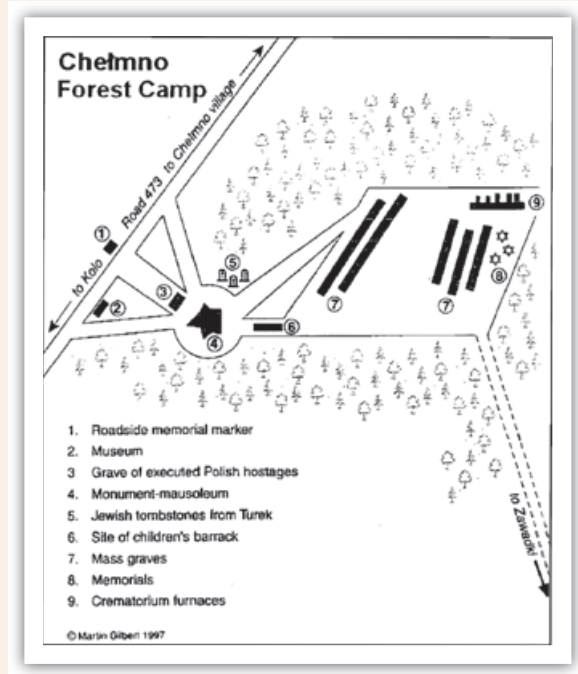 Chełmno
Forest Camp
to Kolo
Road 473
to Chelmno village
1
2
3
4
5
6
7
7
8
9
to Zawadki
1. Roadside memorial marker
2. Museum
3 Grave of executed Polish hostages
4. Monument-mausoleum
5. Jewish tombstones from Turek
6. Site of children's barrack
7. Mass graves
8. Memorials
9. Crematorium furnaces
© Martin Gilbert 1997